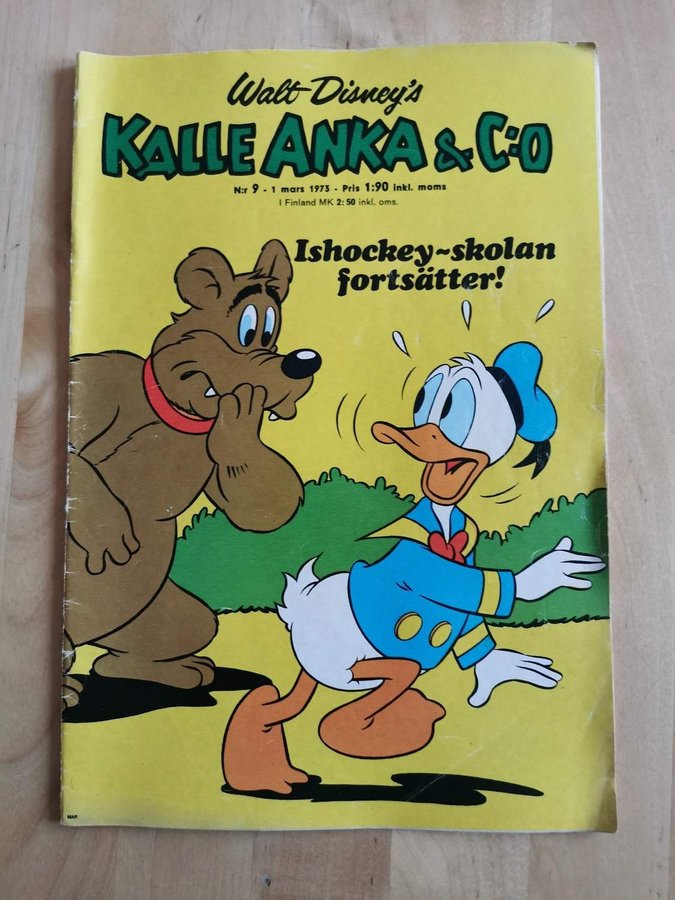 Walt Disney's
KALLE ANKA & C:O
N:r 9 - 1 mars 1973 - Pris 1:90 inkl. moms
I Finland MK 2:50 inkl. oms.
Ishockey-skolan
fortsätter!
MAR